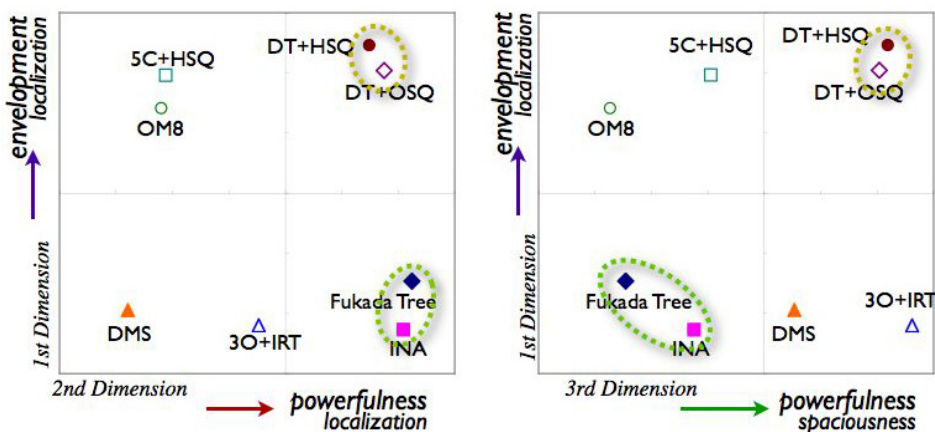 envelopment
localization
1st Dimension
5C+HSQ
DT+HSQ
DT+OSQ
OM8
Fukada Tree
DMS
3O+IRT
INA
2nd Dimension
powerfulness
localization
envelopment
localization
1st Dimension
5C+HSQ
DT+HSQ
DT+OSQ
OM8
Fukada Tree
3O+IRT
INA
DMS
3rd Dimension
powerfulness
spaciousness